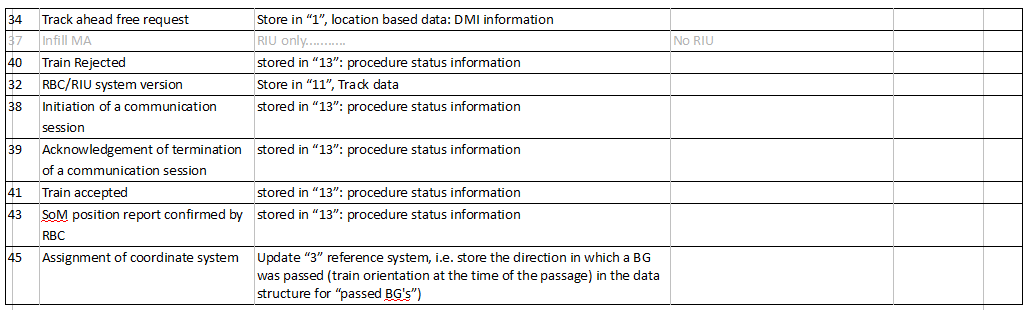 34 Track ahead free request Store in “1”, location based data: DMI information
37 Infill MA RIU only........... No RIU
40 Train Rejected stored in “13”: procedure status information
32 RBC/RIU system version Store in “11”, Track data
38 Initiation of a communication stored in “13”: procedure status information
session
39 Acknowledgement of termination stored in “13”: procedure status information
of a communication session
41 Train accepted stored in “13”: procedure status information
43 SoM position report confirmed by stored in “13”: procedure status information
RBC
45 Assignment of coordinate system Update “3” reference system, i.e. store the direction in which a BG
was passed (train orientation at the time of the passage) in the data
structure for “passed BG's”)